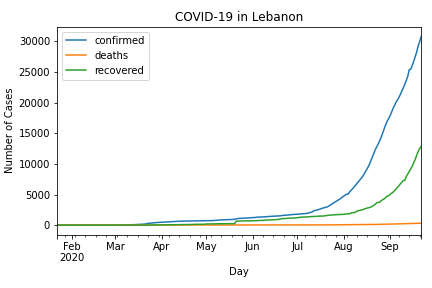 COVID-19 in Lebanon
confirmed
deaths
recovered
Number of Cases
30000
25000
20000
15000
10000
5000
0
Feb Mar Apr May Jun Jul Aug Sep
2020
Day